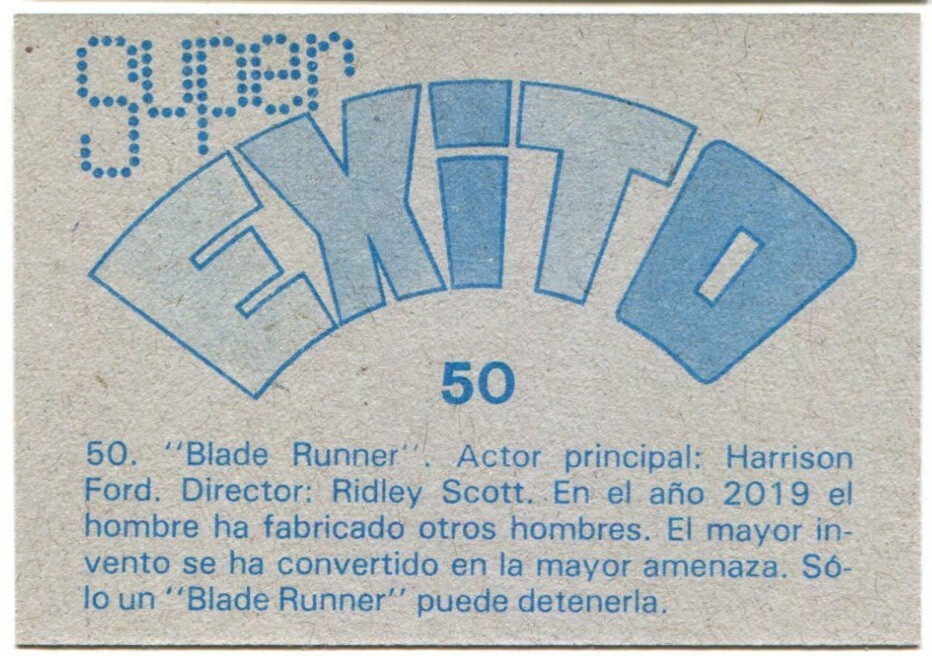 super
EXITO
50
50. "Blade Runner". Actor principal: Harrison
Ford. Director: Ridley Scott. En el año 2019 el
hombre ha fabricado otros hombres. El mayor in-
vento se ha convertido en la mayor amenaza. Só-
lo un "Blade Runner" puede detenerla.